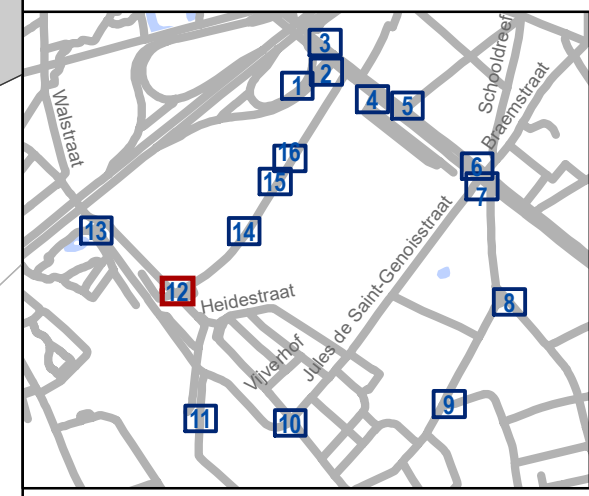 3
2
1
4
5
Schooldreef
Braemstraat
Walstraat
16
6
15
7
13
14
12
Heidestraat
Jules de Saint-Genoisstraat
8
Vijverhof
9
11
10